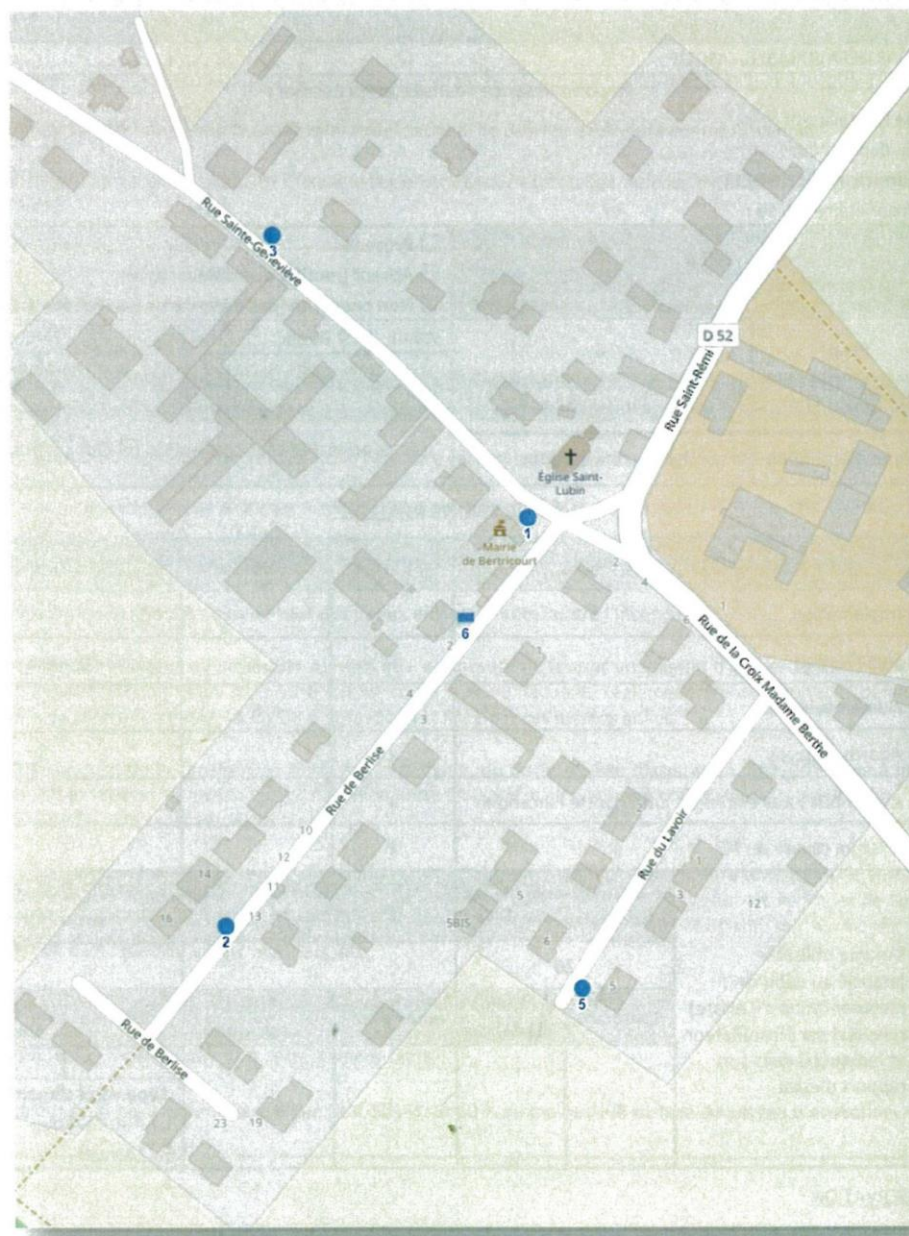 Rue Sainte-Geneviève
3
D 52
Rue Saint-Rémi
Église Saint-
Lubin
1
Mairie
de Bertricourt
2
4
1
6
6
2
Rue de la Croix Madame Berthe
4
3
Rue de Berlise
10
12
14
11
13
16
2
Rue du Lavoir
1
3
12
5
5BIS
6
5
5
Rue de Berlise
23
19